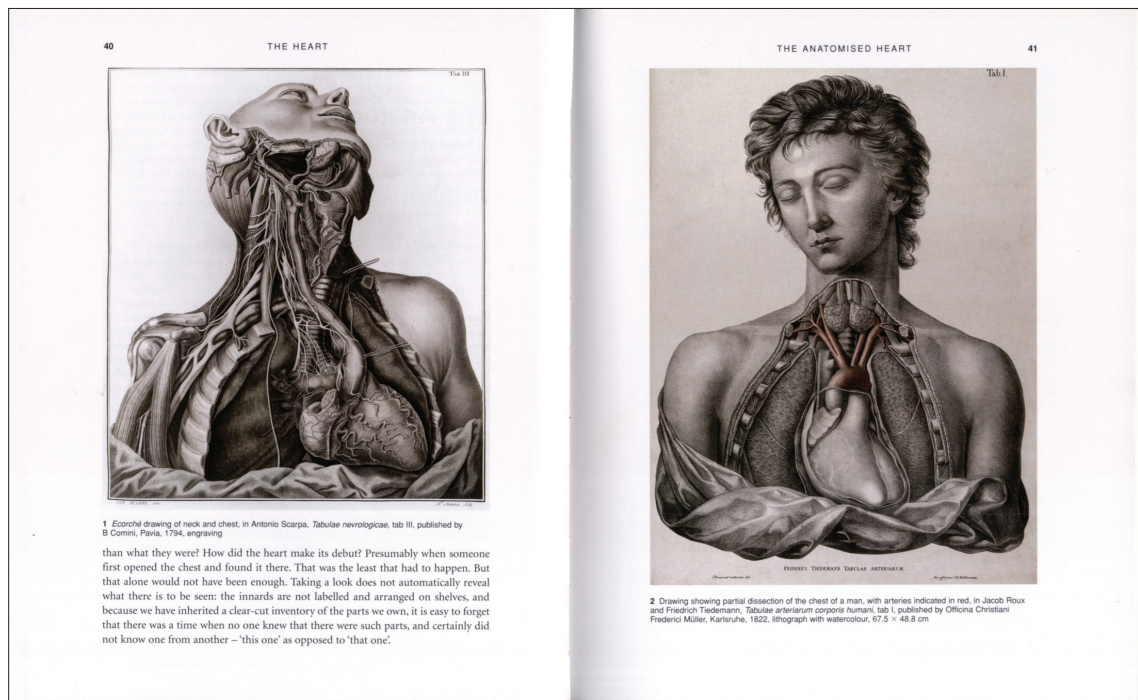 40
THE HEART
TAB. III
1 Ecorché drawing of neck and chest, in Antonio Scarpa, Tabulae nevrologicae, tab III, published by
B Comini, Pavia, 1794, engraving
than what they were? How did the heart make its debut? Presumably when someone
first opened the chest and found it there. That was the least that had to happen. But
that alone would not have been enough. Taking a look does not automatically reveal
what there is to be seen: the innards are not labelled and arranged on shelves, and
because we have inherited a clear-cut inventory of the parts we own, it is easy to forget
that there was a time when no one knew that there were such parts, and certainly did
not know one from another – 'this one' as opposed to 'that one'.
THE ANATOMISED HEART
41
Tab. I.
FRIDERICI TIEDEMANN TABULAE ARTERIARUM.
2 Drawing showing partial dissection of the chest of a man, with arteries indicated in red, in Jacob Roux
and Friedrich Tiedemann, Tabulae arteriarum corporis humani, tab I, published by Officina Christiani
Frederici Müller, Karlsruhe, 1822, lithograph with watercolour, 67.5 × 48.8 cm